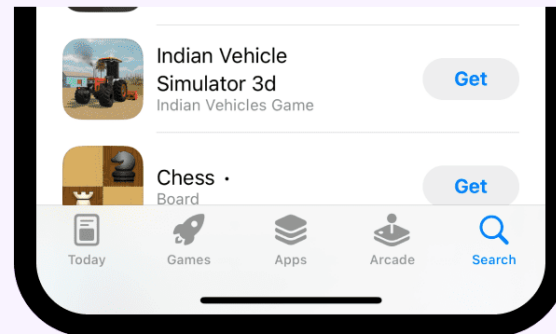 Indian Vehicle
Simulator 3d
Indian Vehicles Game
Get
Chess ·
Board
Get
Today
Games
Apps
Arcade
Search